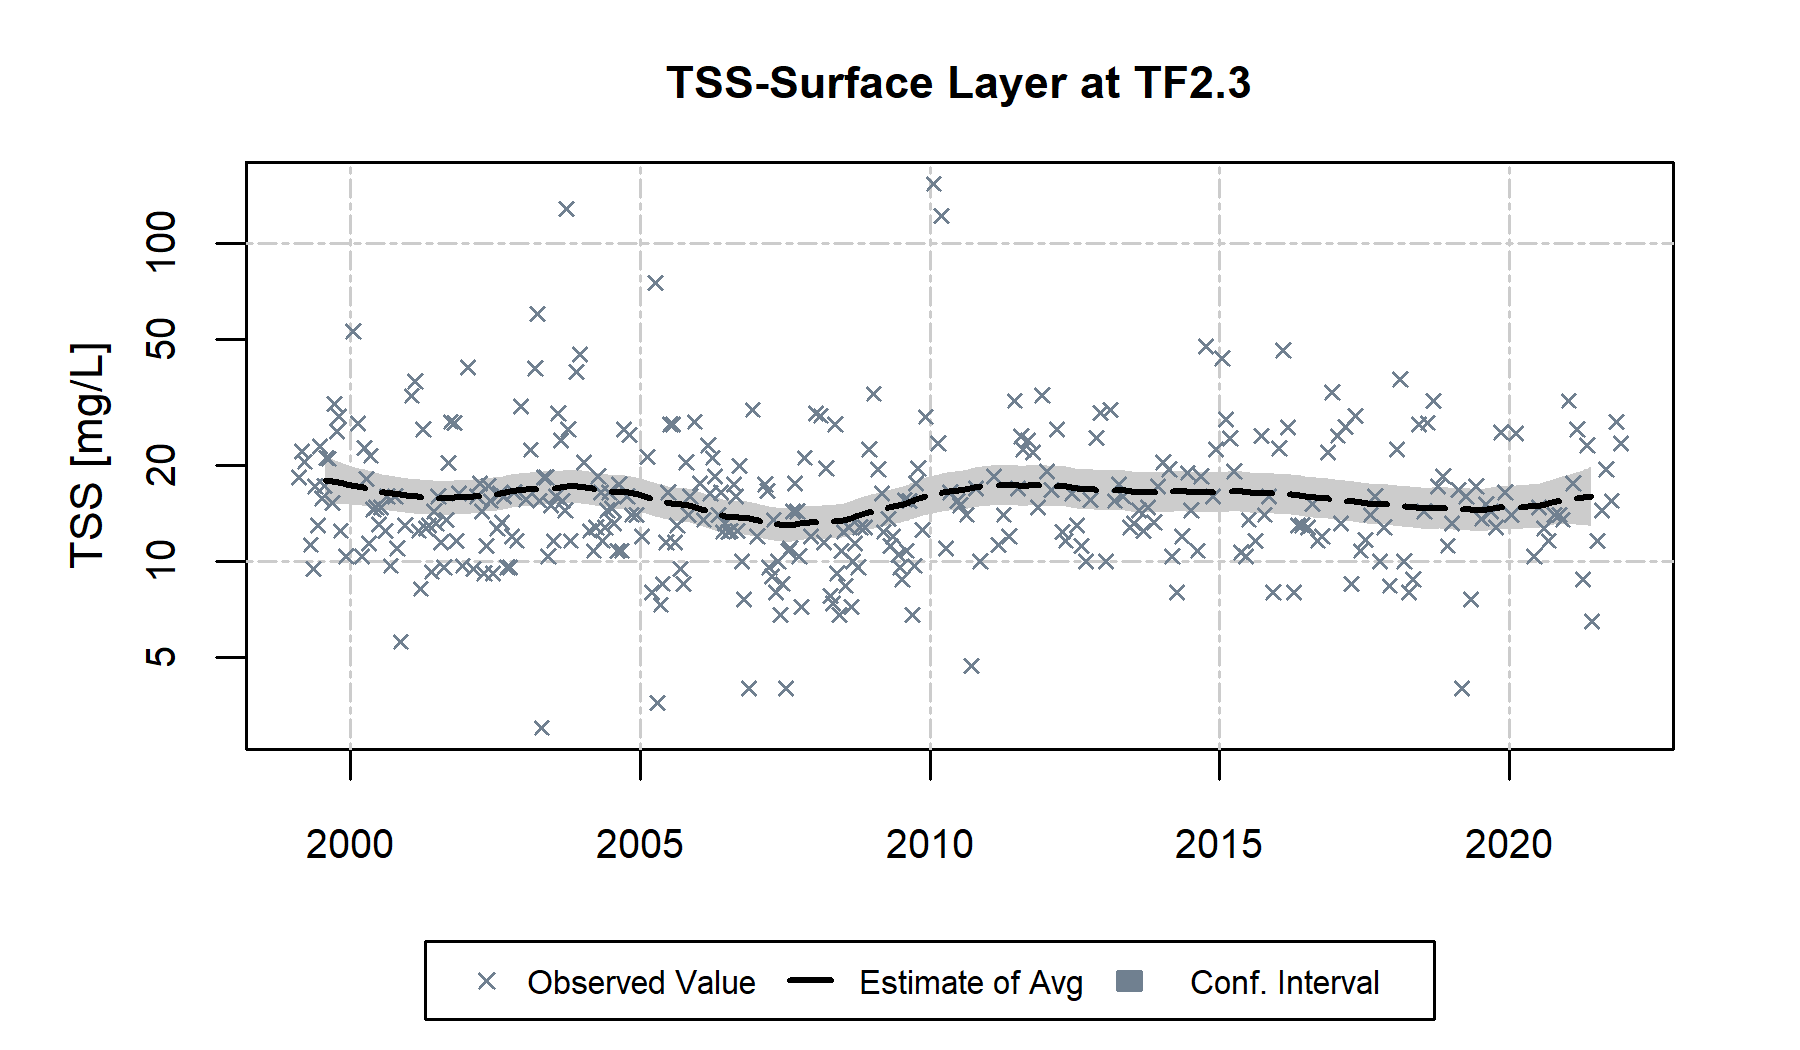 TSS-Surface Layer at TF2.3
TSS [mg/L]
100
50
20
10
5
2000 2005 2010 2015 2020
Observed Value Estimate of Avg Conf. Interval